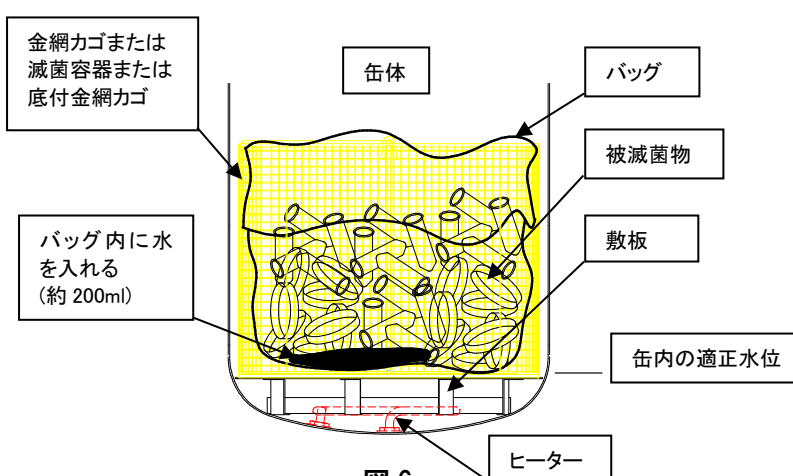 金網カゴまたは
滅菌容器または
底付金網カゴ
缶体
バッグ
被滅菌物
バッグ内に水
を入れる
(約 200ml)
敷板
缶内の適正水位
ヒーター